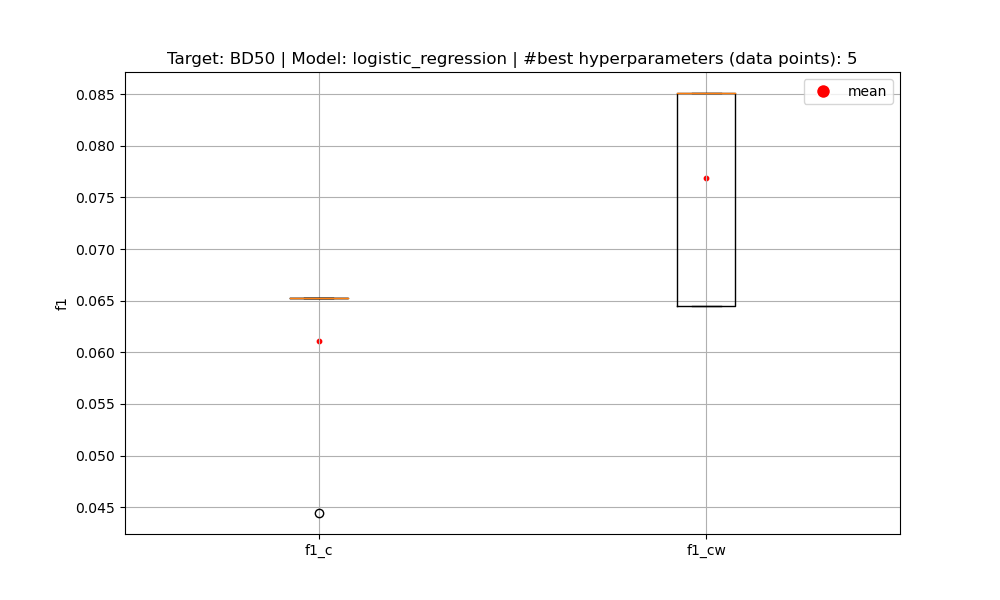 Target: BD50 | Model: logistic_regression | #best hyperparameters (data points): 5
mean
f1
0.085
0.080
0.075
0.070
0.065
0.060
0.055
0.050
0.045
f1_c
f1_cw